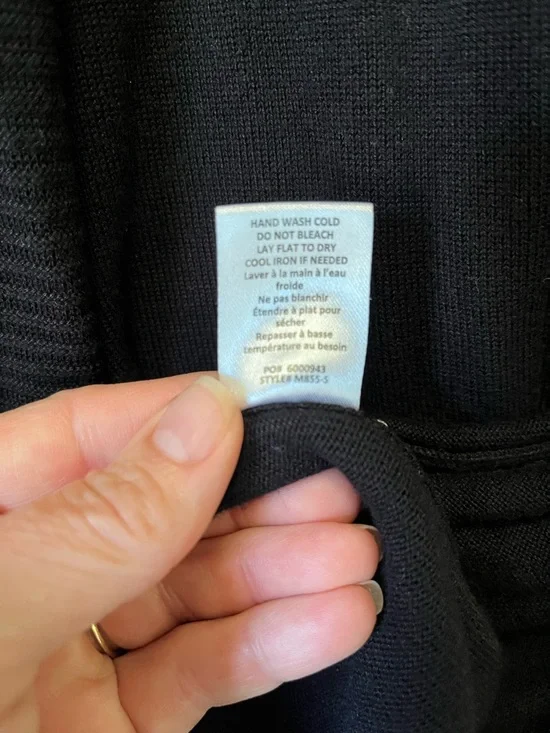 HAND WASH COLD
DO NOT BLEACH
LAY FLAT TO DRY
COOL IRON IF NEEDED
Laver à la main à l'eau
froide
Ne pas blanchir
Étendre à plat pour
sécher
Repasser à basse
température au besoin
PO# 6000943
STYLE# M855-S